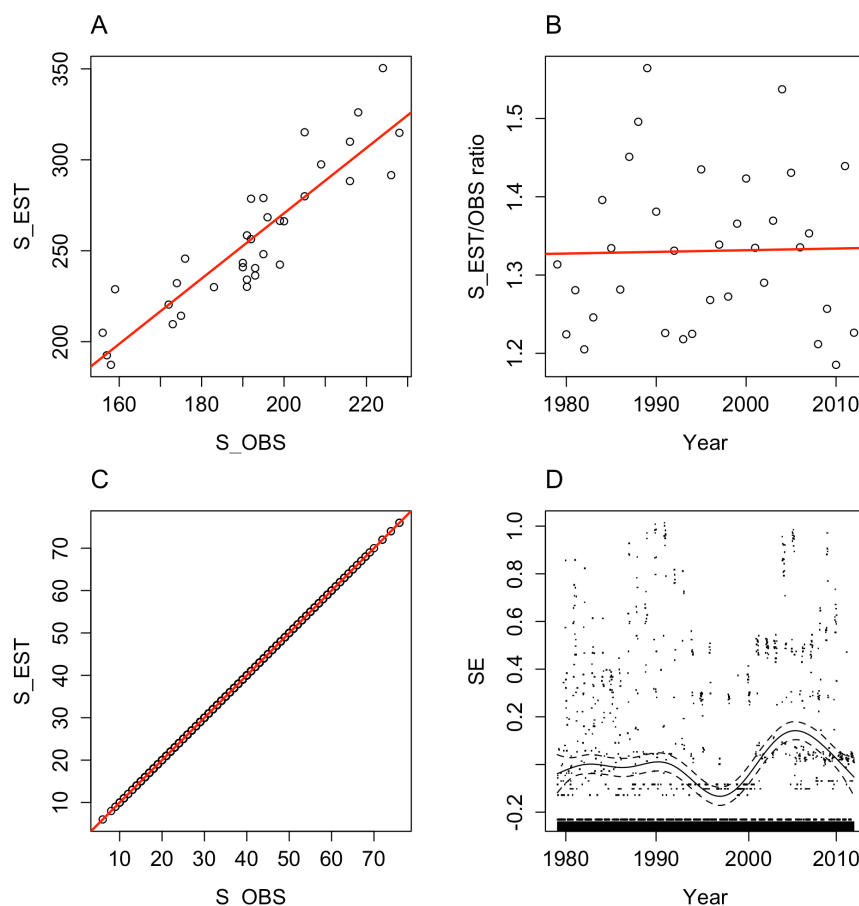 A
S_EST
200 250 300 350
160 180 200 220
S_OBS
B
S_EST/OBS ratio
1.2 1.3 1.4 1.5
1980 1990 2000 2010
Year
C
S_EST
10 20 30 40 50 60 70
10 20 30 40 50 60 70
S_OBS
D
SE
-0.2 0.2 0.4 0.6 0.8 1.0
1980 1990 2000 2010
Year